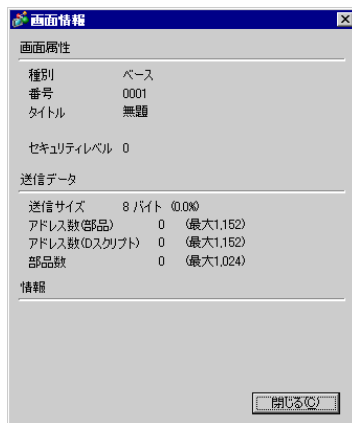 画面情報
画面属性
種別 ベース
番号 0001
タイトル 無題
セキュリティレベル 0
送信データ
送信サイズ 8 バイト (0.0%)
アドレス数(部品) 0 (最大1,152)
アドレス数(Dスクリプト) 0 (最大1,152)
部品数 0 (最大1,024)
情報
閉じる(C)